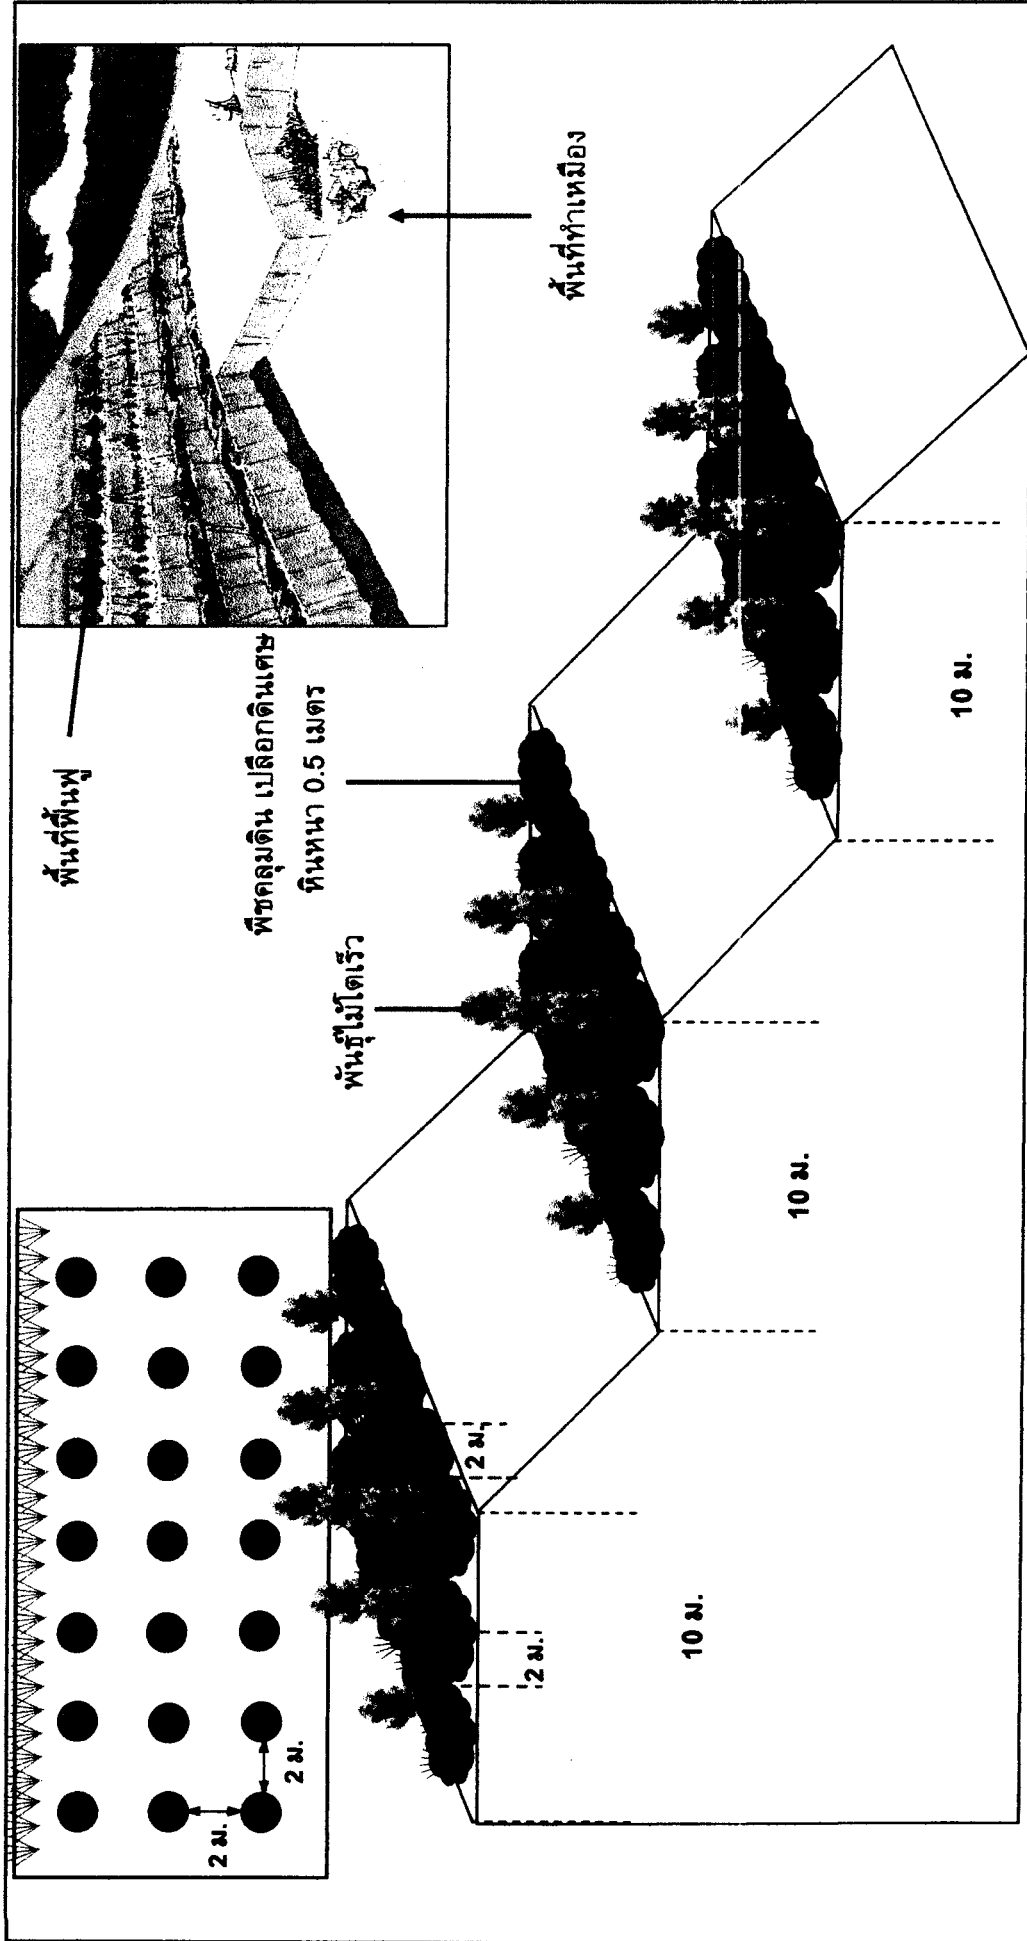 พื้นที่ฟื้นฟู
พื้นที่ทำเหมือง
พืชคลุมดิน เปลือกดินเศษ
หินหนา 0.5 เมตร
พันธุ์ไม้โตเร็ว
2 ม.
2 ม.
2 ม.
2 ม.
10 ม.
10 ม.
10 ม.